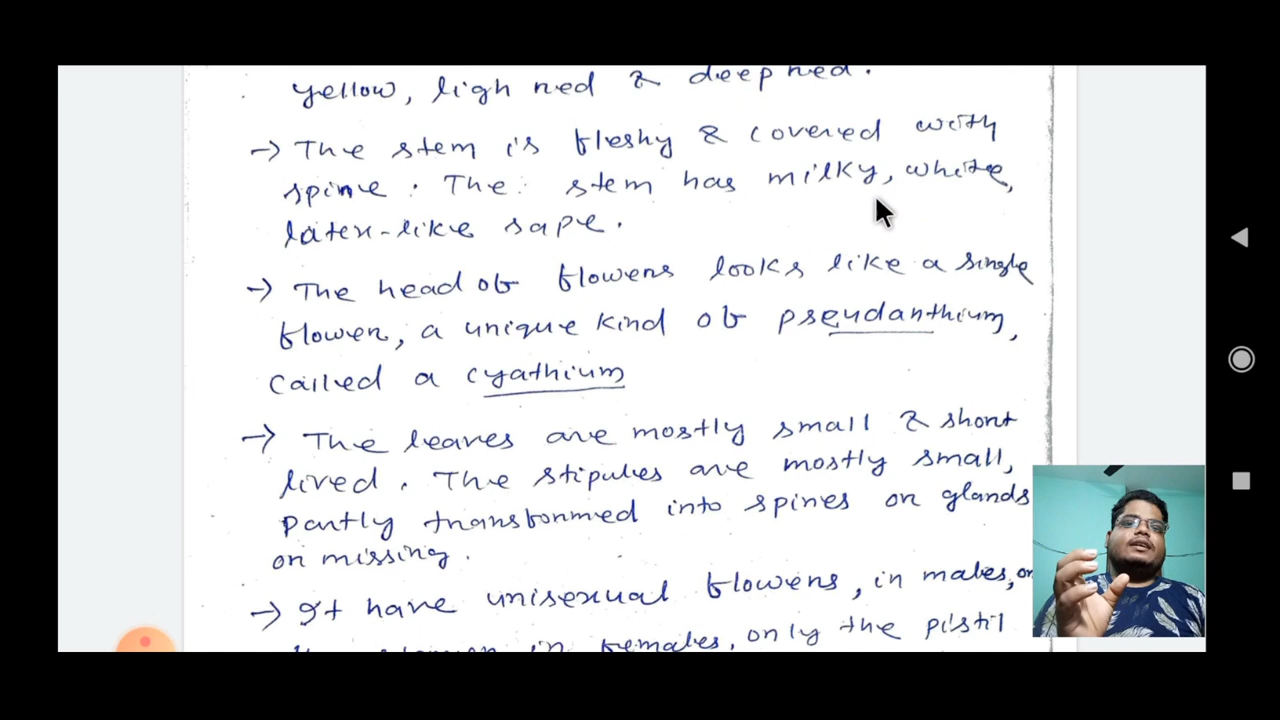 yellow, ligh red & deep red.
→ The stem is fleshy & covered with
spine. The stem has milky, white,
latex-like sape.
→ The head of flowers looks like a single
flower, a unique kind of pseudanthium,
called a cyathium
→ The leaves are mostly small & short
lived. The stipules are mostly small,
partly transformed into spines or glands
or missing.
→ It have unisexual flowers, in males, on
in females, only the pistil